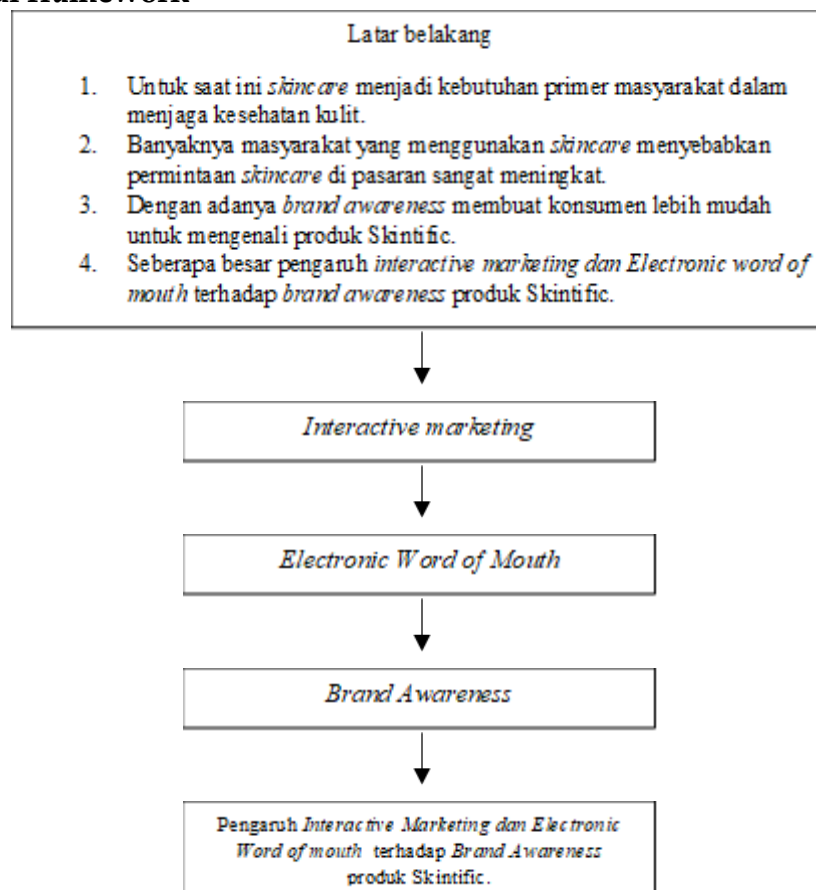 Latar belakang
1. Untuk saat ini skincare menjadi kebutuhan primer masyarakat dalam
menjaga kesehatan kulit.
2. Banyaknya masyarakat yang menggunakan skincare menyebabkan
permintaan skincare di pasaran sangat meningkat.
3. Dengan adanya brand awareness membuat konsumen lebih mudah
untuk mengenali produk Skintific.
4. Seberapa besar pengaruh interactive marketing dan Electronic word of
mouth terhadap brand awareness produk Skintific.
Interactive marketing
Electronic Word of Mouth
Brand Awareness
Pengaruh Interactive Marketing dan Electronic
Word of mouth terhadap Brand Awareness
produk Skintific.